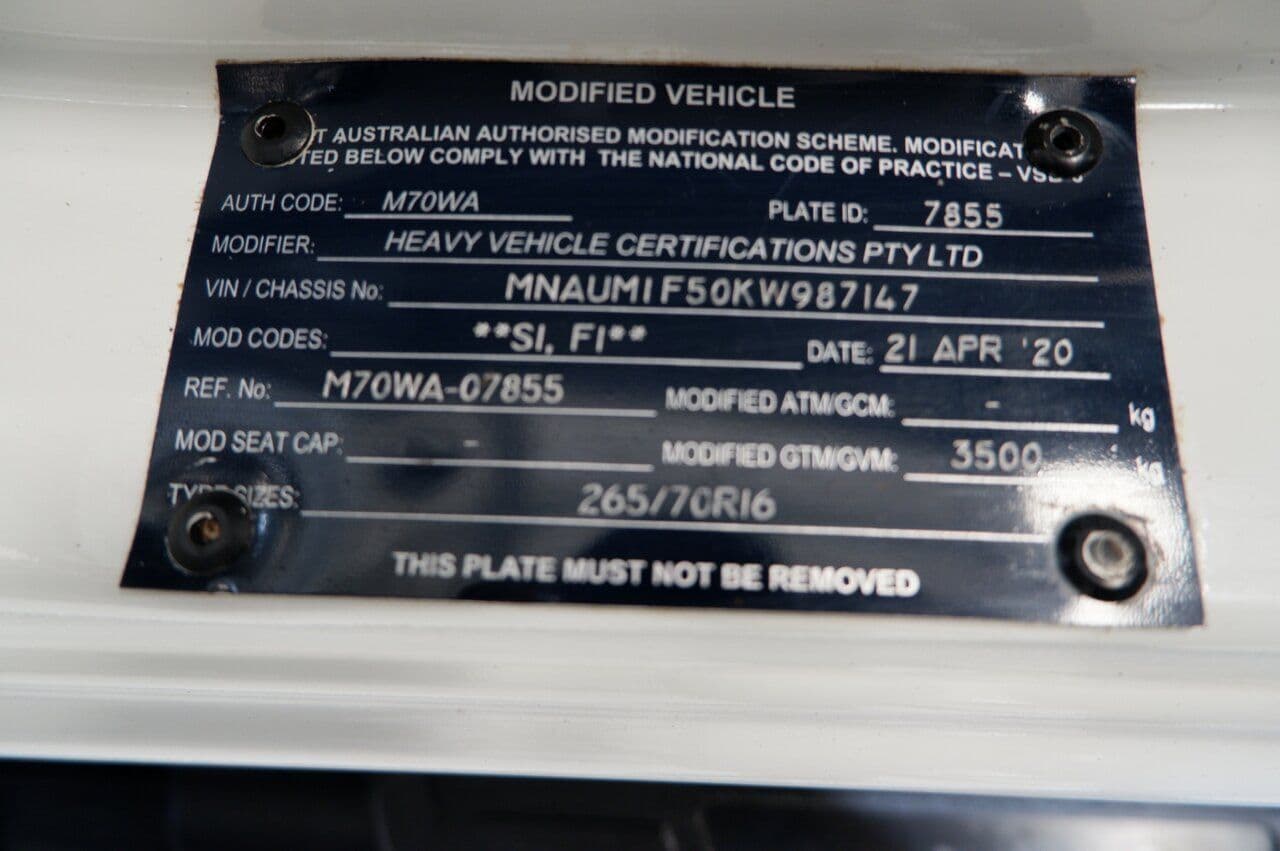 MODIFIED VEHICLE
AUSTRALIAN AUTHORISED MODIFICATION SCHEME.
BELOW COMPLY WITH THE NATIONAL CODE OF PRACTICE –
AUTH CODE: M70WA PLATE ID: 7855
MODIFIER: HEAVY VEHICLE CERTIFICATIONS PTY LTD
VIN / CHASSIS No: MNAUM1F50KW987147
MOD CODES: **S1, F1** DATE: 21 APR '20
REF. No: M70WA-07855 MODIFIED ATM/GCM: - kg
MOD SEAT CAP: - MODIFIED GTM/GVM: 3500 kg
SIZES: 265/70R16
THIS PLATE MUST NOT BE REMOVED